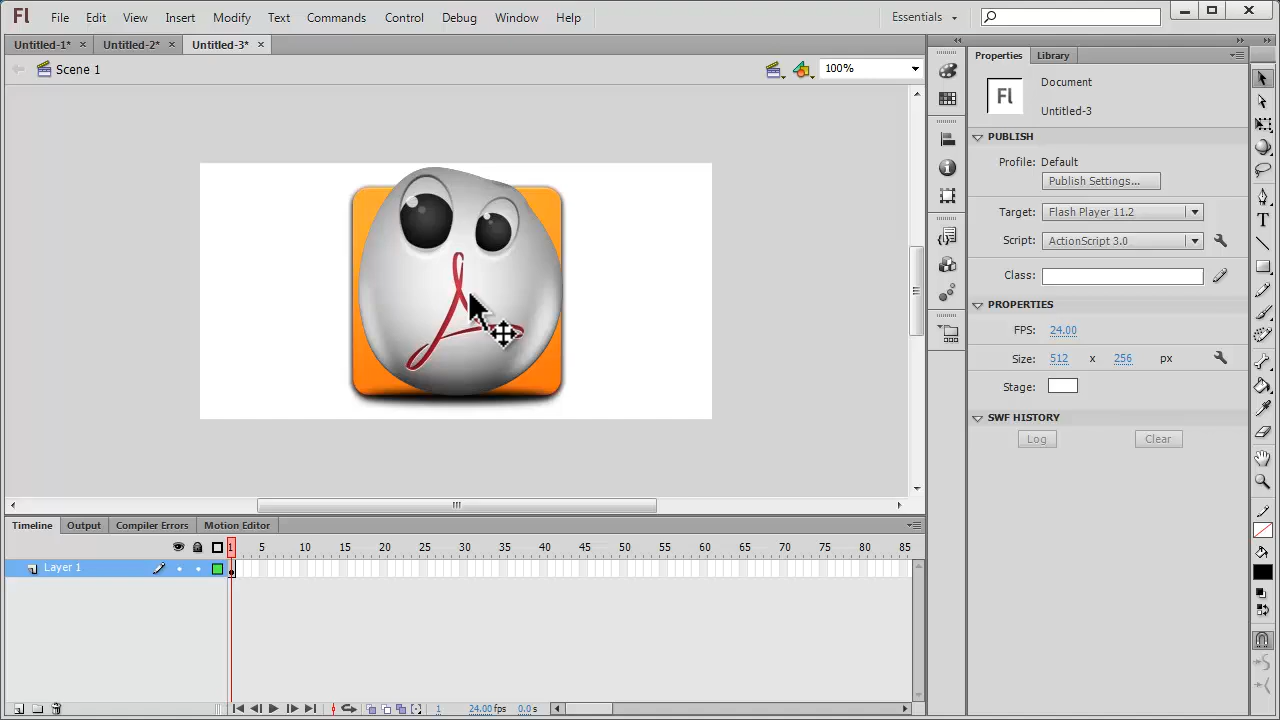 Fl File Edit View Insert Modify Text Commands Control Debug Window Help Essentials
Untitled-1* × Untitled-2* × Untitled-3* ×
Scene 1 100%
Properties Library
Fl Document
Untitled-3
PUBLISH
Profile: Default
Publish Settings...
Target: Flash Player 11.2
Script: ActionScript 3.0
Class:
PROPERTIES
FPS: 24.00
Size: 512 x 256 px
Stage:
SWF HISTORY
Log Clear
Timeline Output Compiler Errors Motion Editor
1 5 10 15 20 25 30 35 40 45 50 55 60 65 70 75 80 85
Layer 1
1 24.00 fps 0.0 s